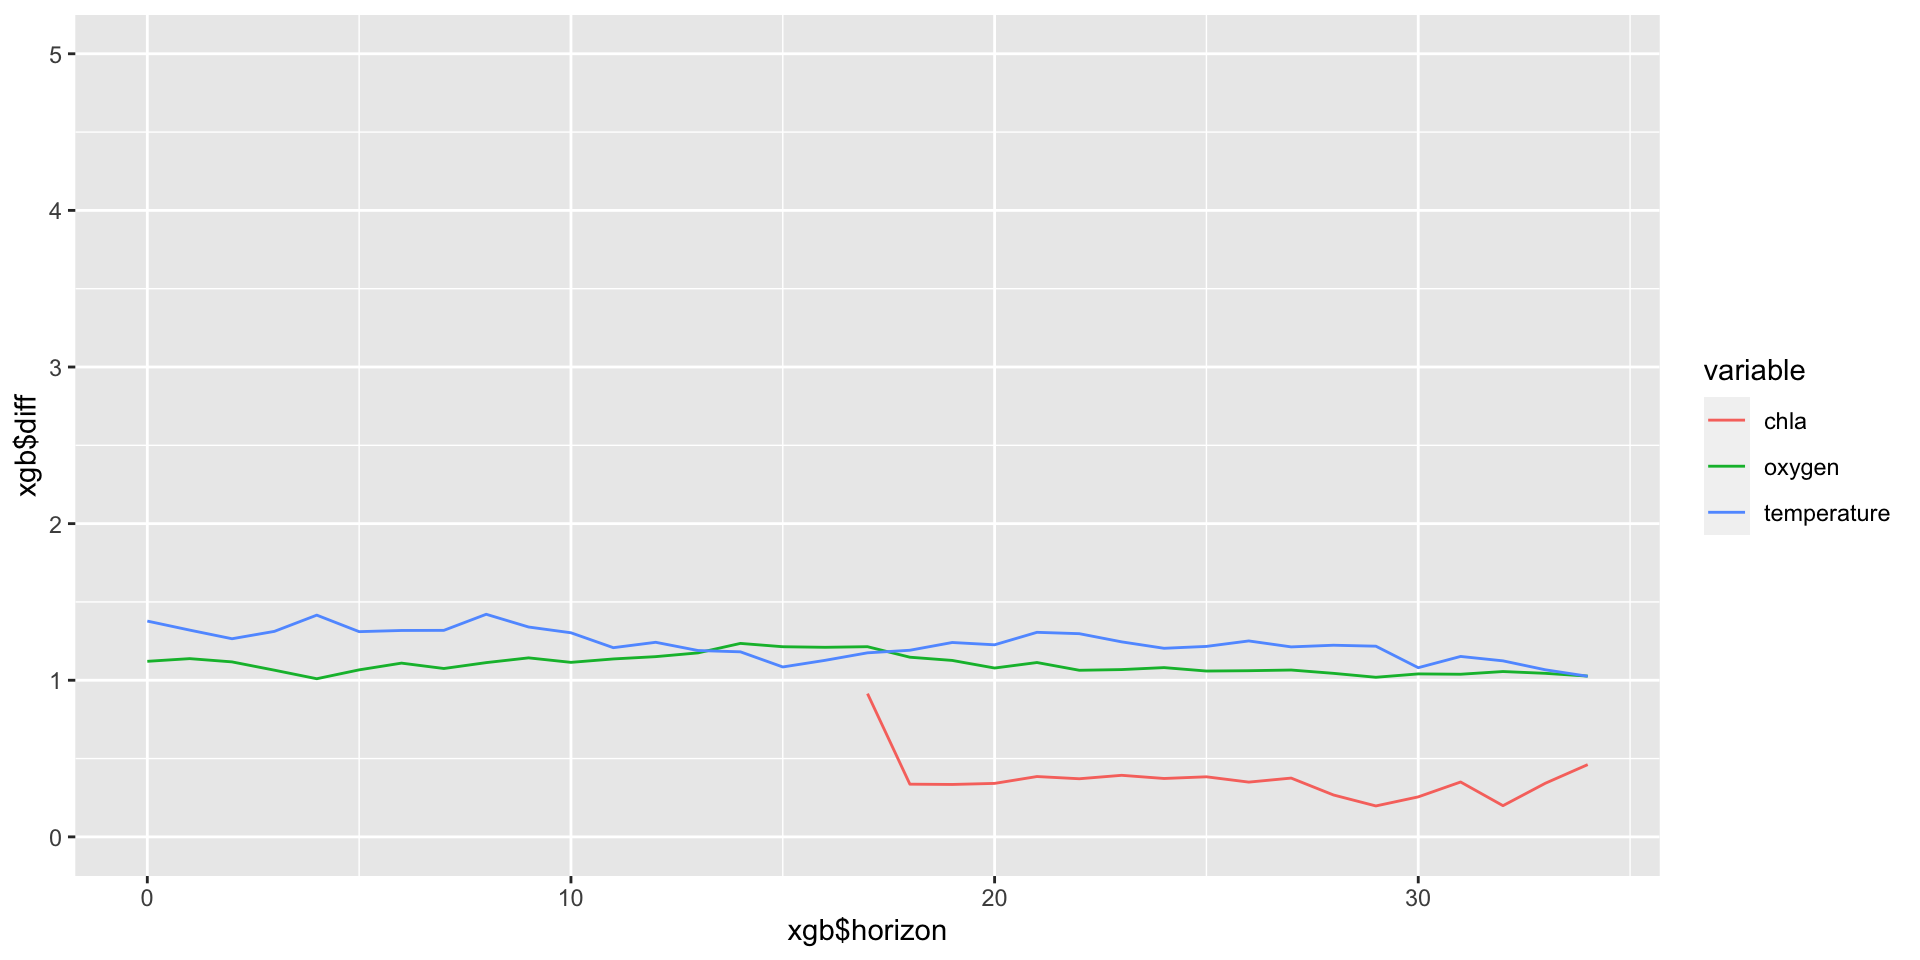 xgb$diff
5
4
3
2
1
0
0 10 20 30
xgb$horizon
variable
chla
oxygen
temperature